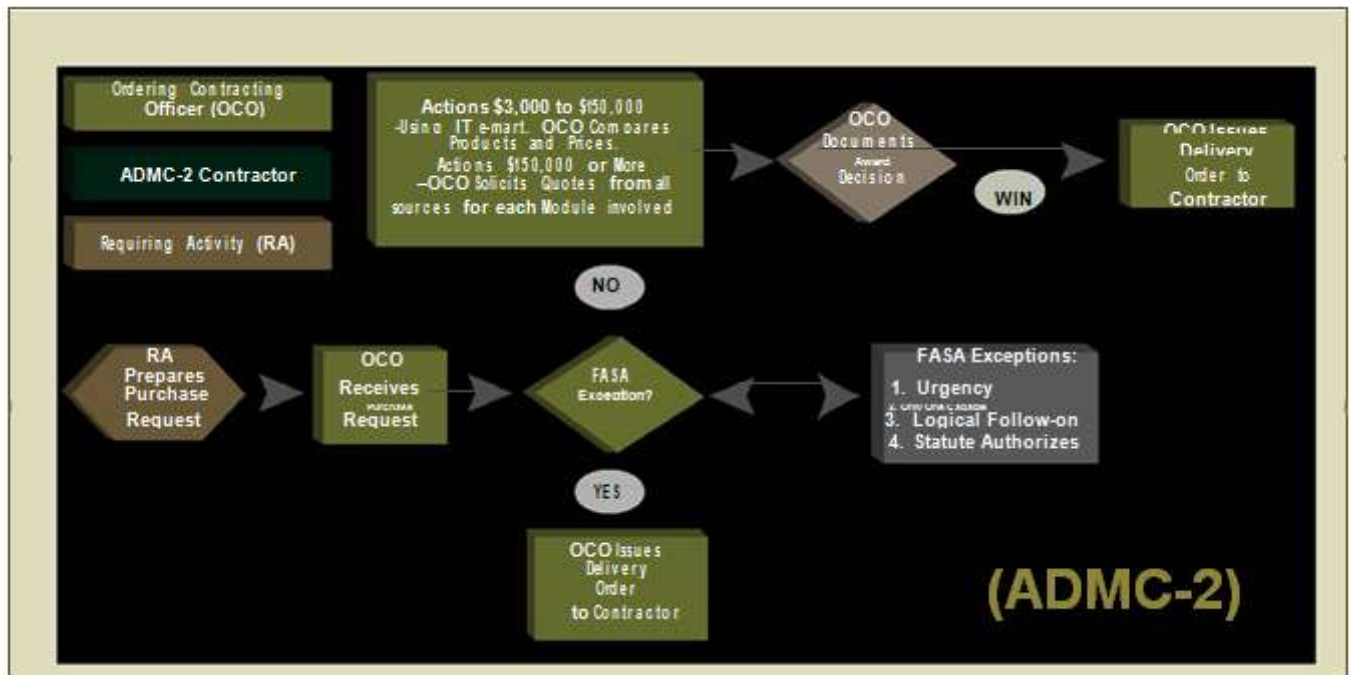 Ordering Contracting
Officer (OCO)
ADMC-2 Contractor
Requiring Activity (RA)
Actions $3,000 to $150,000
-Using IT e-mart. OCO Compares
Products and Prices.
Actions $150,000 or More
–OCO Solicits Quotes from all
sources for each Module involved
OCO
Documents
Award
Decision
WIN
OCO Issues
Delivery
Order to
Contractor
NO
RA
Prepares
Purchase
Request
OCO
Receives
Purchase
Request
FASA
Exception?
FASA Exceptions:
1. Urgency
2. Only One
3. Logical Follow-on
4. Statute Authorizes
YES
OCO Issues
Delivery
Order
to Contractor
(ADMC-2)